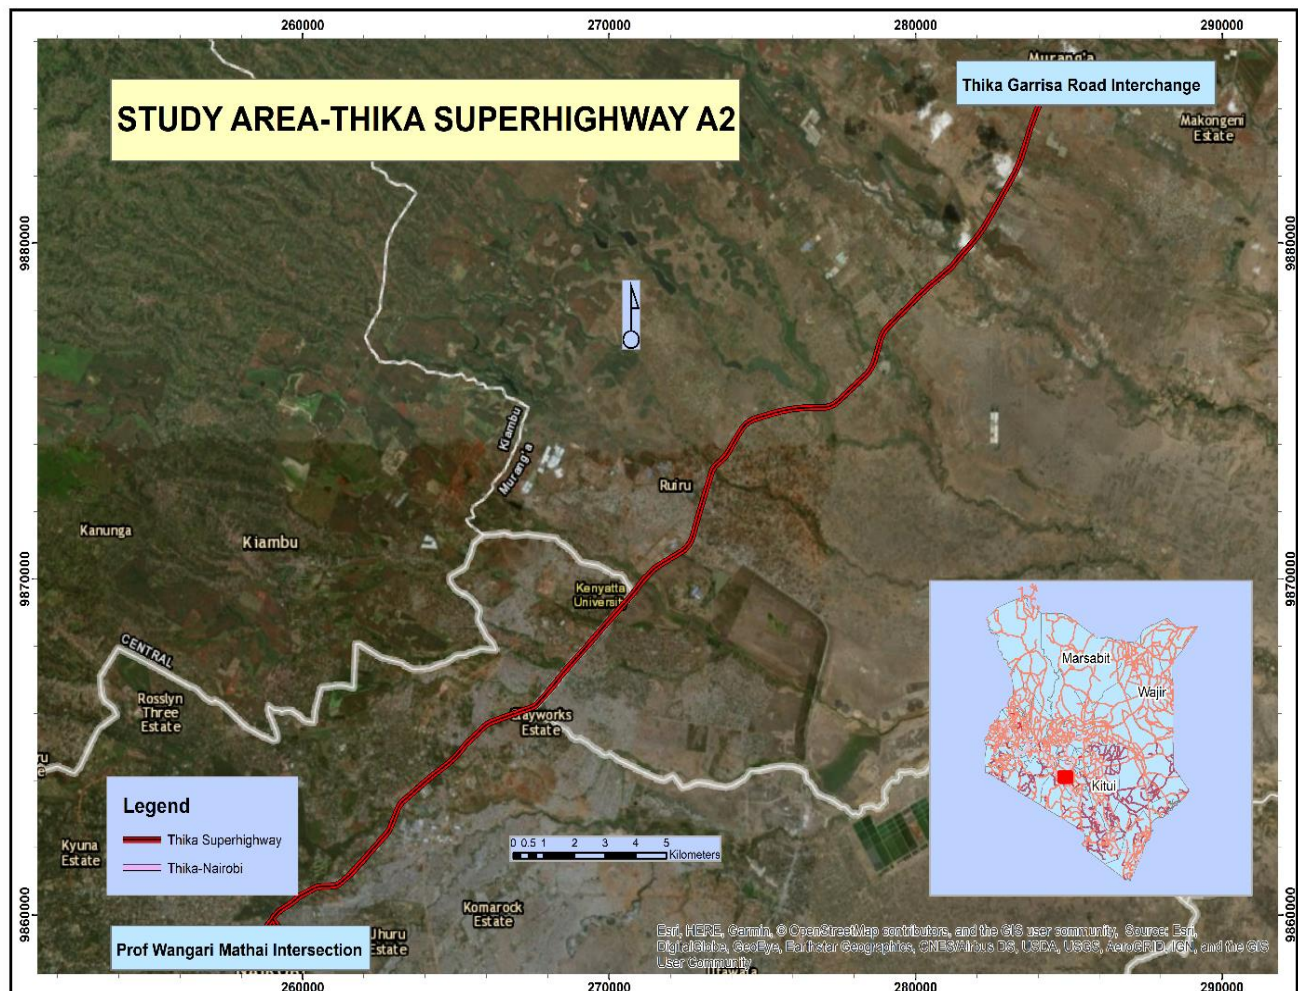 260000
270000
280000
290000
Murang'a
Thika Garrisa Road Interchange
STUDY AREA-THIKA SUPERHIGHWAY A2
Makongeni
Estate
9880000
9880000
Kiambu
Murang'a
Ruiru
Kanunga
Kiambu
9870000
9870000
Kenyatta
University
CENTRAL
Rosslyn
Three
Estate
Estate
Marsabit
Wajir
Kitui
Legend
Thika Superhighway
Thika-Nairobi
Kyuna
Estate
0 0.5 1 2 3 4 5
Kilometers
Komarock
Estate
9860000
9860000
Prof Wangari Mathai Intersection
Estate
Esri, HERE, Garmin, © OpenStreetMap contributors, and the GIS user community, Source: Esri,
DigitalGlobe, GeoEye, Earthstar Geographics, CNES/Airbus DS, USDA, USGS, AeroGRID, IGN, and the GIS
User Community
260000
270000
280000
290000